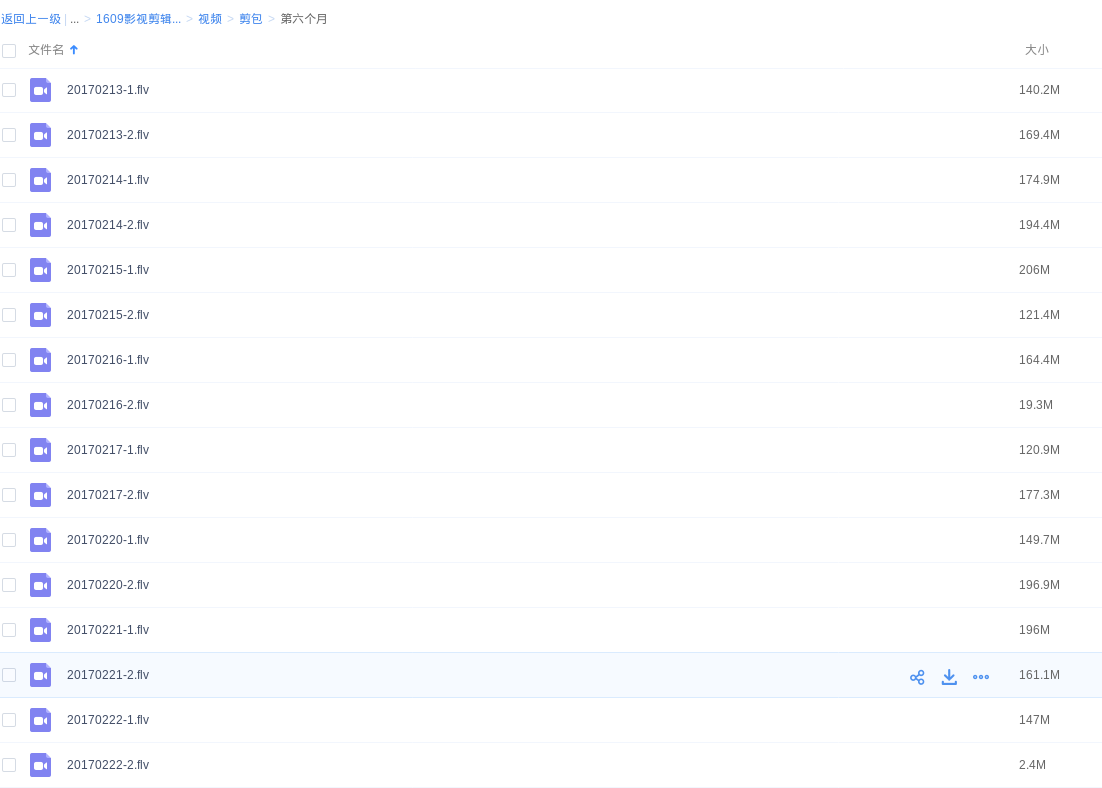 返回上一级 | ... > 1609影视剪辑... > 视频 > 剪包 > 第六个月
文件名 大小
20170213-1.flv 140.2M
20170213-2.flv 169.4M
20170214-1.flv 174.9M
20170214-2.flv 194.4M
20170215-1.flv 206M
20170215-2.flv 121.4M
20170216-1.flv 164.4M
20170216-2.flv 19.3M
20170217-1.flv 120.9M
20170217-2.flv 177.3M
20170220-1.flv 149.7M
20170220-2.flv 196.9M
20170221-1.flv 196M
20170221-2.flv 161.1M
20170222-1.flv 147M
20170222-2.flv 2.4M